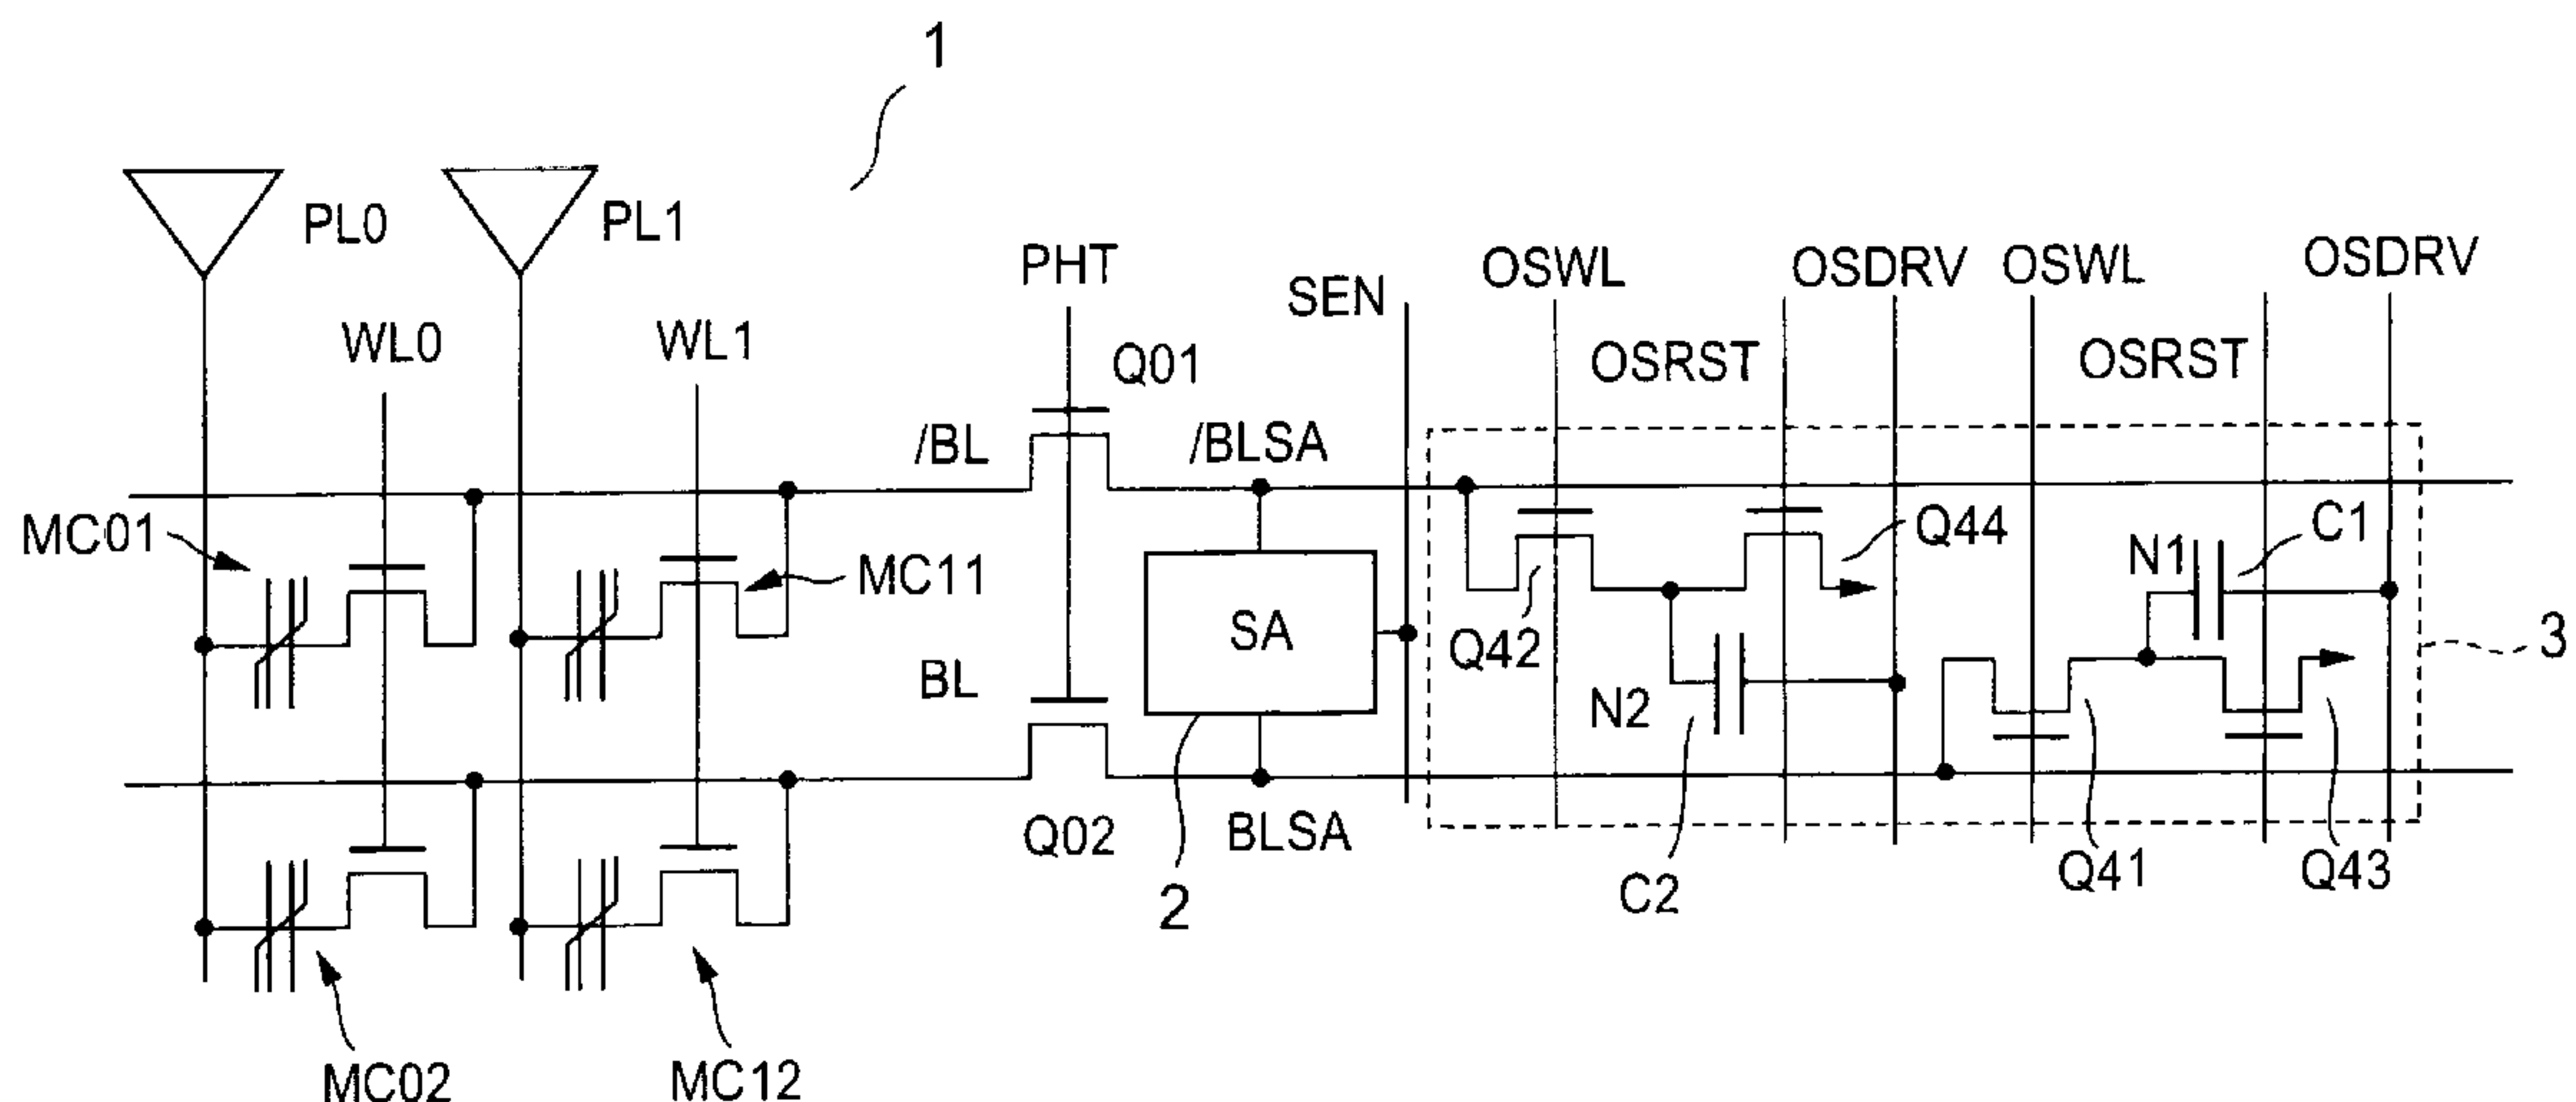 1
PL0
PL1
PHT
SEN
OSWL
OSDRV
OSWL
OSDRV
WL0
WL1
Q01
OSRST
OSRST
/BL
/BLSA
MC01
MC11
Q44
N1
C1
SA
Q42
BL
N2
3
Q02
BLSA
2
C2
Q41
Q43
MC02
MC12